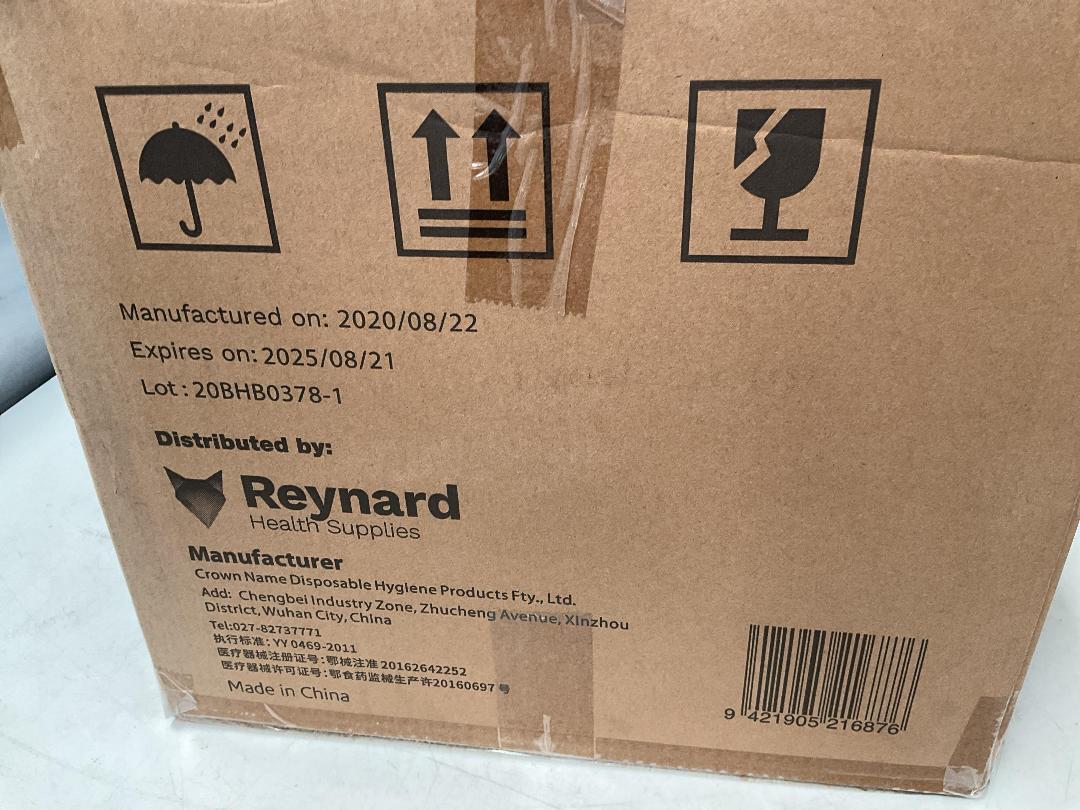 Manufactured on: 2020/08/22
Expires on: 2025/08/21
Lot : 20BHB0378-1
Distributed by:
Reynard
Health Supplies
Manufacturer
Crown Name Disposable Hygiene Products Fty., Ltd.
Add: Chengbei Industry Zone, Zhucheng Avenue, XInzhou
District, Wuhan City, China
Tel:027-82737771
执行标准: YY 0469-2011
医疗器械注册证号:鄂械注准 20162642252
医疗器械许可证号:鄂食药监械生产许20160697 号
Made in China
9 421905 216876